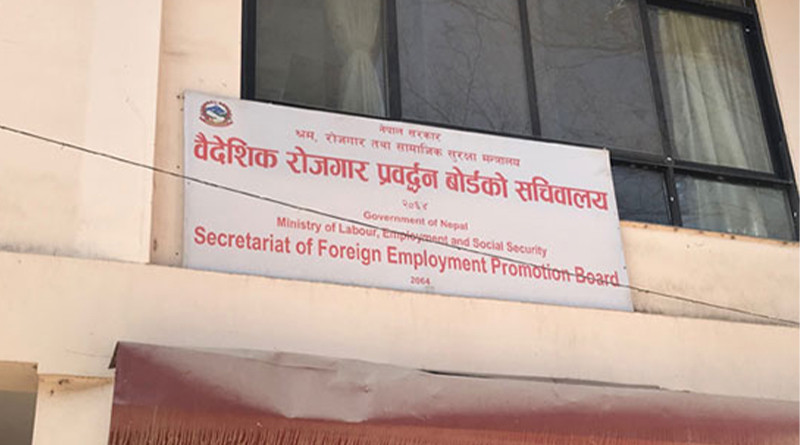 नेपाल सरकार
श्रम, रोजगार तथा सामाजिक सुरक्षा मन्त्रालय
वैदेशिक रोजगार प्रवर्द्धन बोर्डको सचिवालय
२०६४
Government of Nepal
Ministry of Labour, Employment and Social Security
Secretariat of Foreign Employment Promotion Board
2064